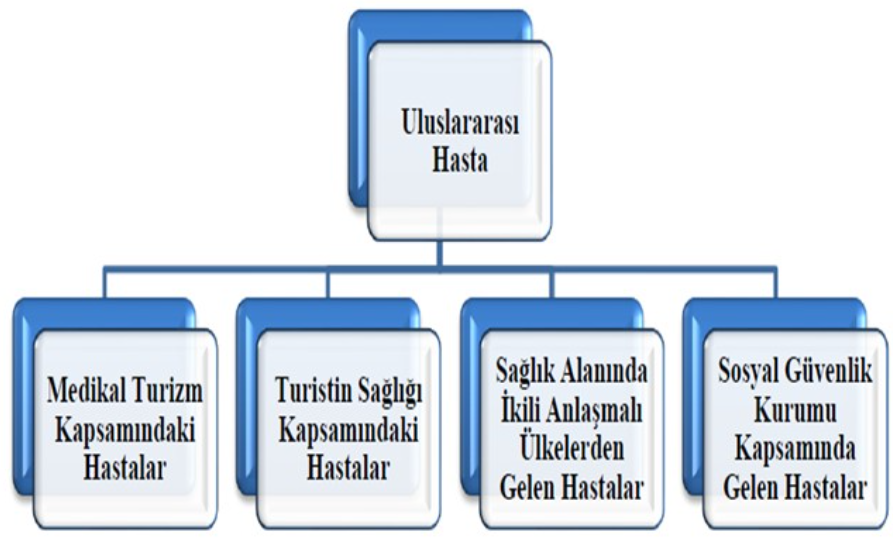 Uluslararası
Hasta
Medikal Turizm
Kapsamındaki
Hastalar
Turistin Sağlığı
Kapsamındaki
Hastalar
Sağlık Alanında
İkili Anlaşmalı
Ülkelerden
Gelen Hastalar
Sosyal Güvenlik
Kurumu
Kapsamında
Gelen Hastalar